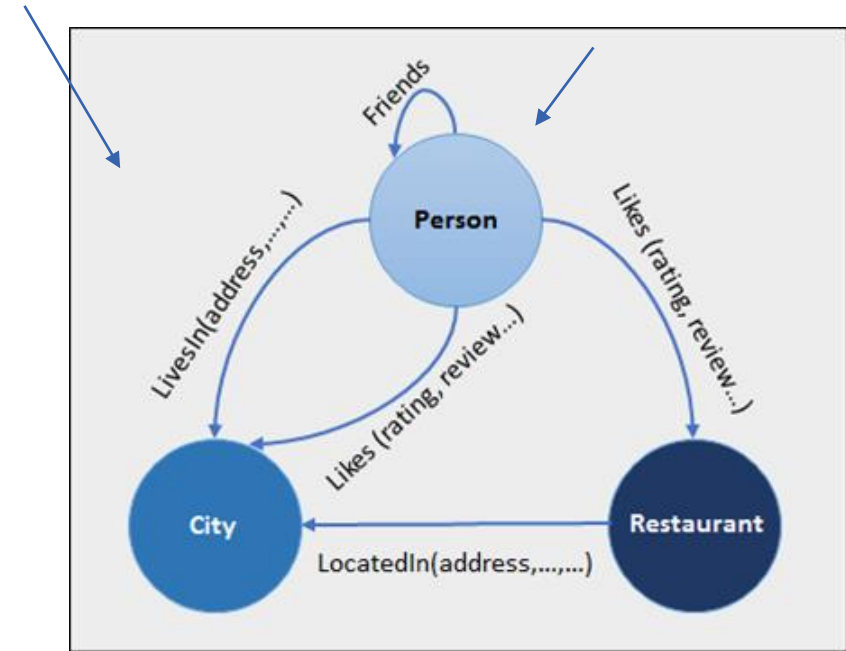 Friends
Person
LivesIn(address,...,...)
Likes (rating, review...)
Likes (rating, review...)
City
Restaurant
LocatedIn(address,...,...)